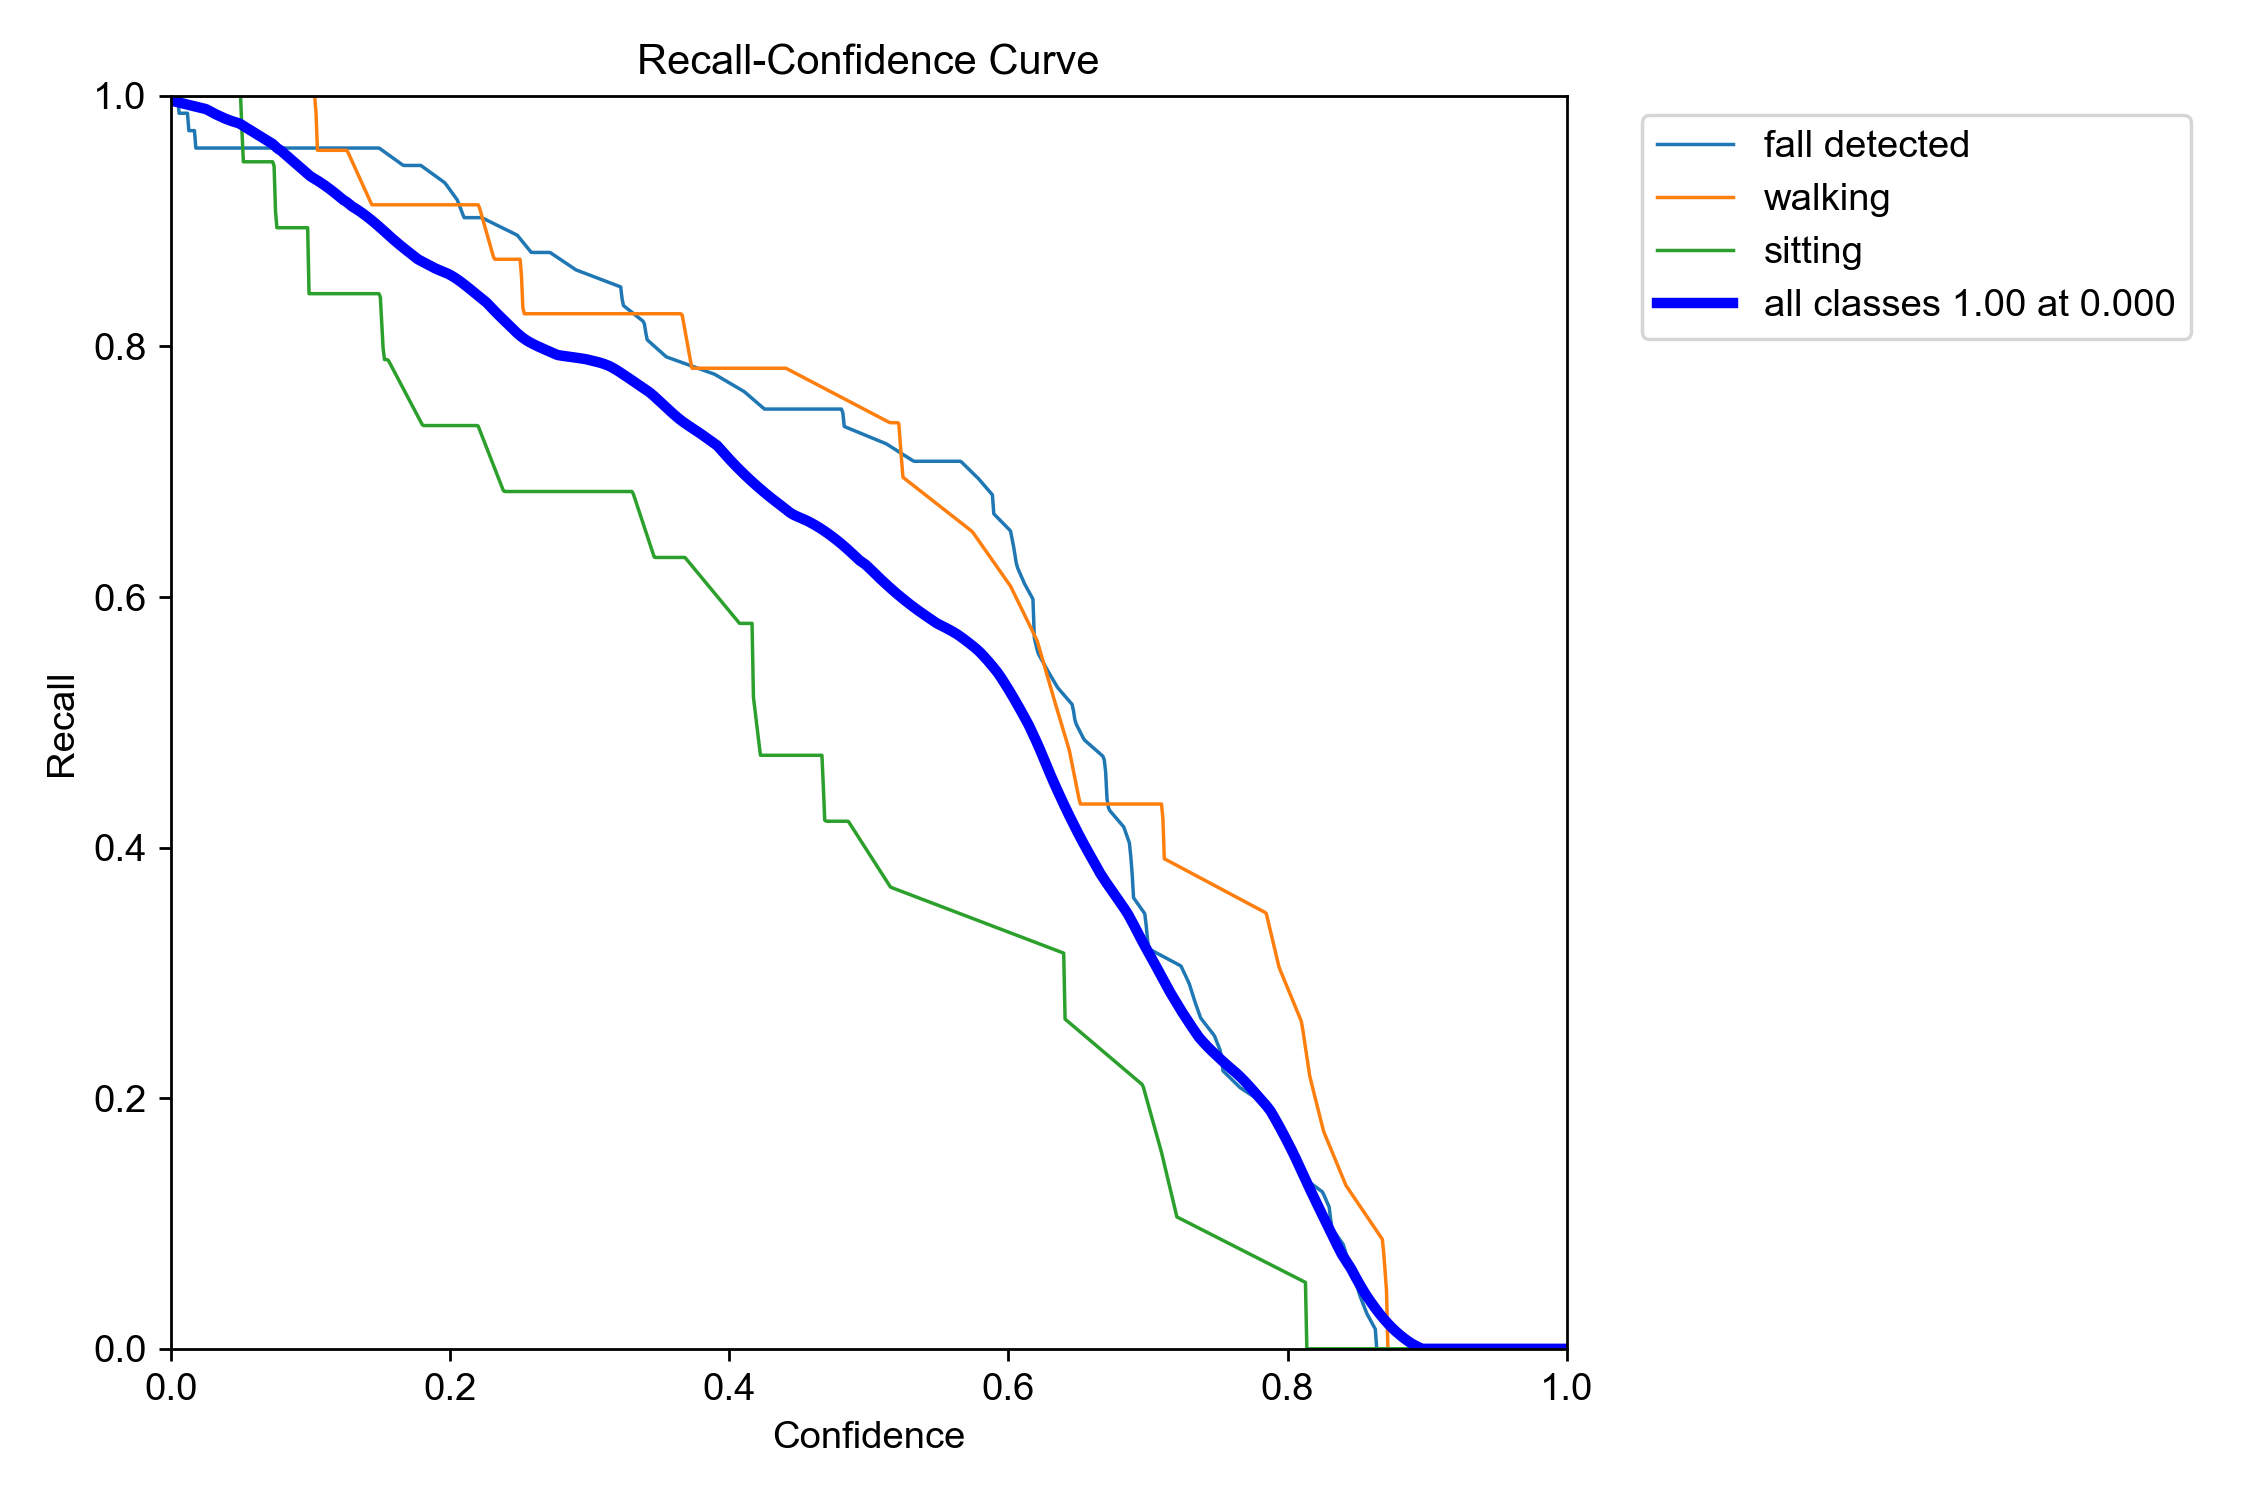 Recall-Confidence Curve
1.0
0.8
0.6
0.4
0.2
0.0
Recall
0.0 0.2 0.4 0.6 0.8 1.0
Confidence
fall detected
walking
sitting
all classes 1.00 at 0.000